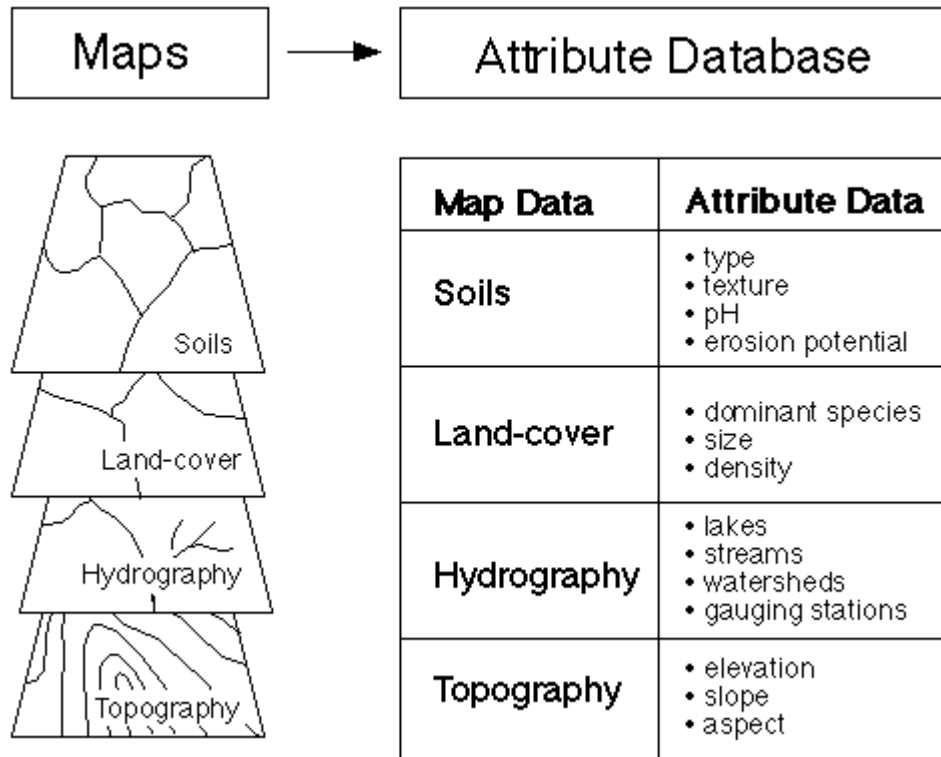 Maps
Attribute Database
Soils
Land-cover
Hydrography
Topography
Map Data
Attribute Data
Soils
• type
• texture
• pH
• erosion potential
Land-cover
• dominant species
• size
• density
Hydrography
• lakes
• streams
• watersheds
• gauging stations
Topography
• elevation
• slope
• aspect